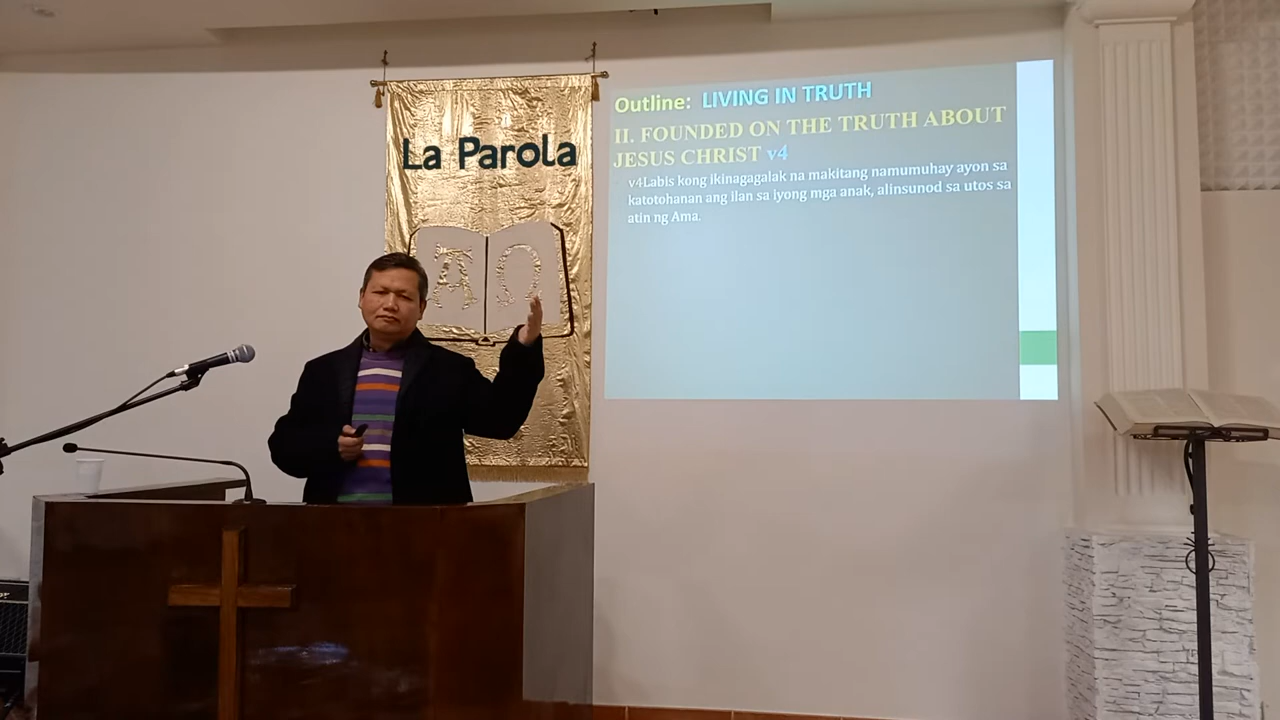 La Parola
Α Ω
Outline: LIVING IN TRUTH
II. FOUNDED ON THE TRUTH ABOUT
JESUS CHRIST v4
v4Labis kong ikinagagalak na makitang namumuhay ayon sa
katotohanan ang ilan sa iyong mga anak, alinsunod sa utos sa
atin ng Ama.